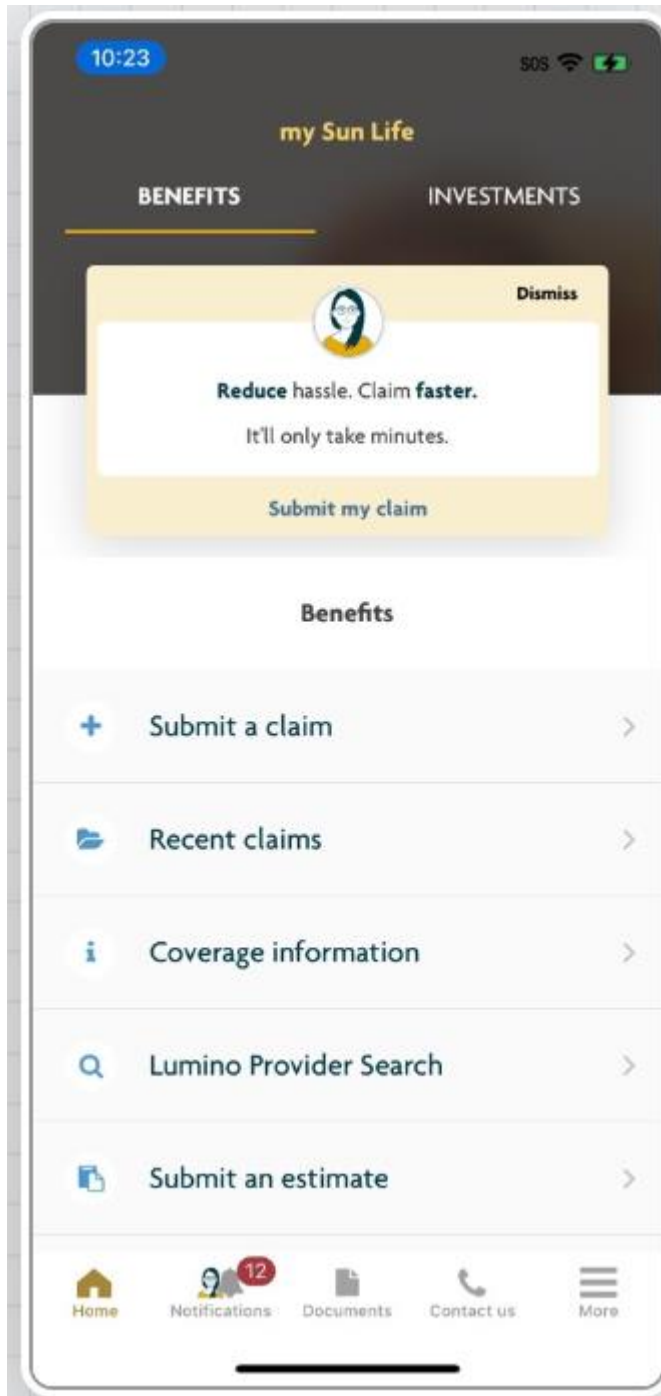 10:23
SOS
my Sun Life
BENEFITS INVESTMENTS
Dismiss
Reduce hassle. Claim faster.
It'll only take minutes.
Submit my claim
Benefits
Submit a claim
Recent claims
Coverage information
Lumino Provider Search
Submit an estimate
12
Home Notifications Documents Contact us More